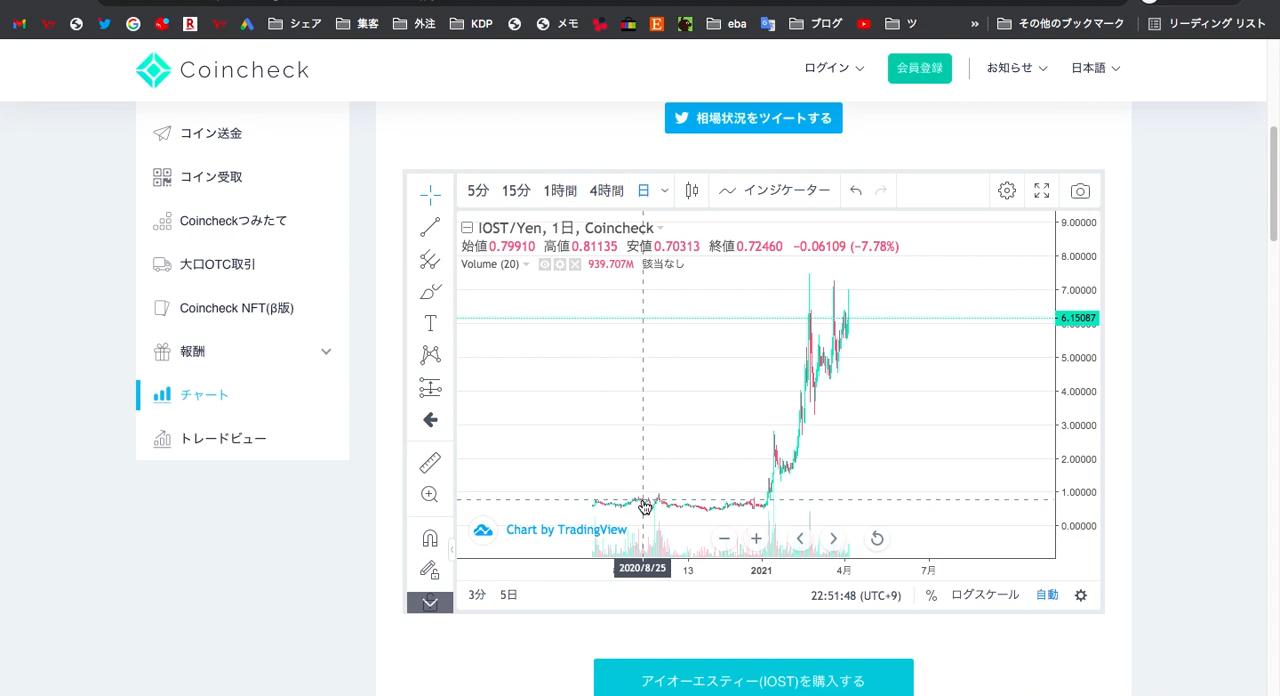 シェア 集客 外注 KDP メモ eba ブログ ツ » その他のブックマーク リーディング リスト
Coincheck ログイン 会員登録 お知らせ 日本語
相場状況をツイートする
コイン送金
コイン受取
Coincheckつみたて
大口OTC取引
Coincheck NFT(β版)
報酬
チャート
トレードビュー
5分 15分 1時間 4時間 日 インジケーター
IOST/Yen, 1日, Coincheck
始値0.79910 高値0.81135 安値0.70313 終値0.72460 −0.06109 (−7.78%)
Volume (20) 939.707M 該当なし
9.00000
8.00000
7.00000
6.15087
5.00000
4.00000
3.00000
2.00000
1.00000
0.00000
Chart by TradingView
2020/8/25 13 2021 4月 7月
3分 5日 22:51:48 (UTC+9) % ログスケール 自動
アイオーエスティー(IOST)を購入する